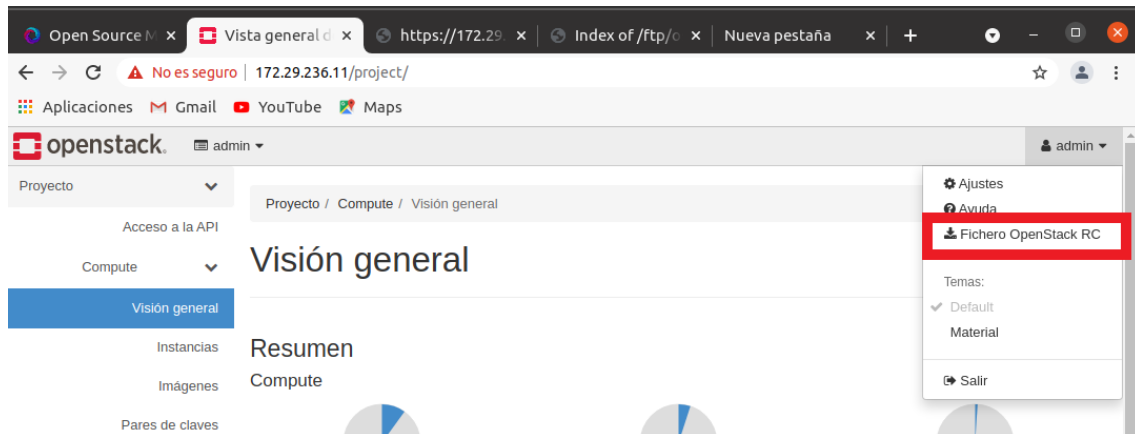 Open Source M
Vista general d
https://172.29.
Index of /ftp/o
Nueva pestaña
No es seguro
172.29.236.11/project/
Aplicaciones
Gmail
YouTube
Maps
openstack.
admin
admin
Proyecto
Acceso a la API
Compute
Visión general
Instancias
Imágenes
Pares de claves
Proyecto / Compute / Visión general
Visión general
Resumen
Compute
Ajustes
Ayuda
Fichero OpenStack RC
Temas:
Default
Material
Salir